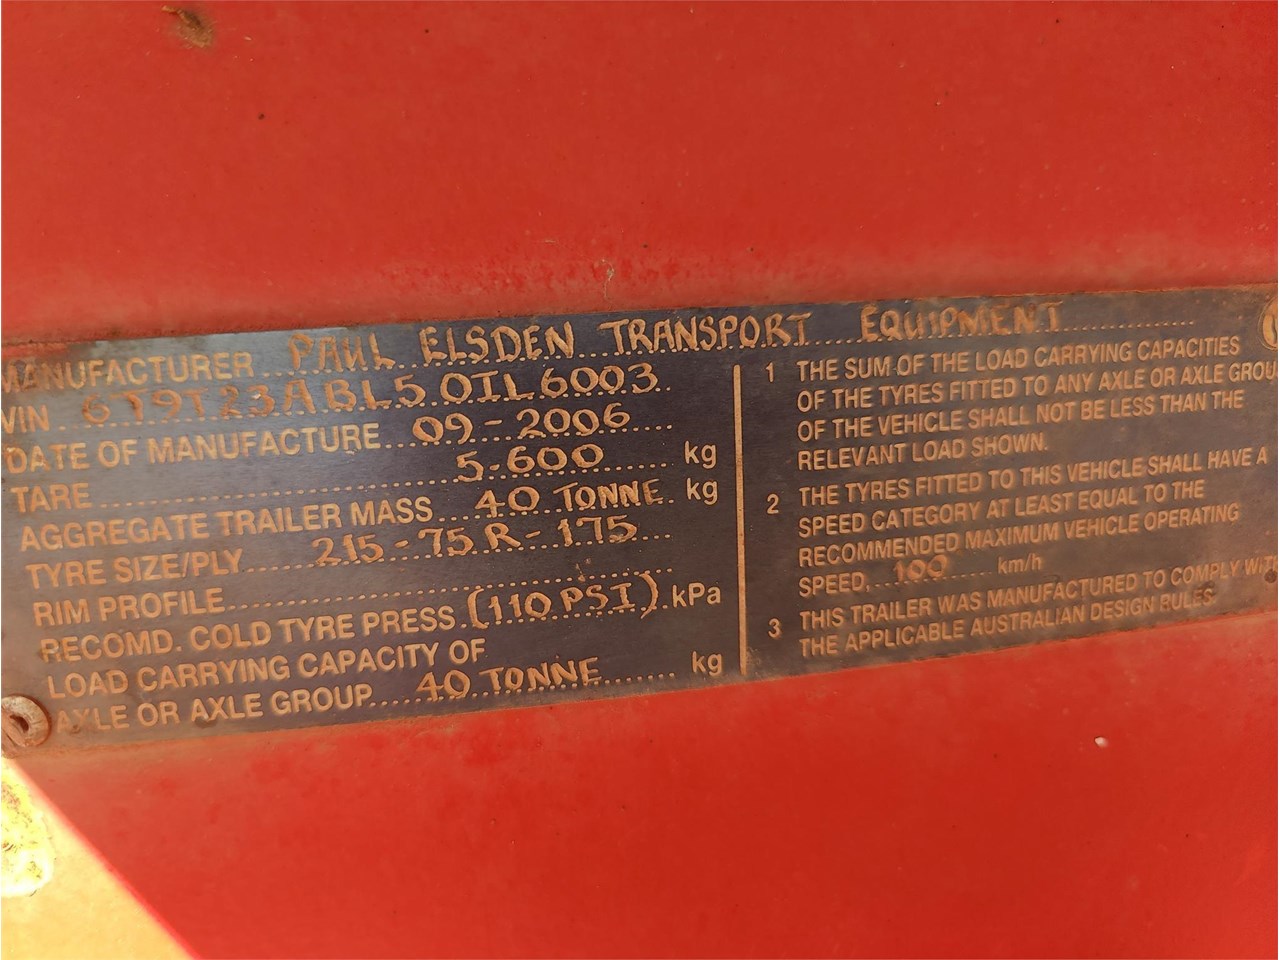 MANUFACTURER PAUL ELSDEN TRANSPORT EQUIPMENT
VIN 6T9T23ABL5OIL6003
DATE OF MANUFACTURE 09-2006
TARE 5-600 kg
AGGREGATE TRAILER MASS 40 TONNE kg
TYRE SIZE/PLY 215-75R-175
RIM PROFILE
RECOMD. COLD TYRE PRESS (110 PSI) kPa
LOAD CARRYING CAPACITY OF
AXLE OR AXLE GROUP 40 TONNE kg
1 THE SUM OF THE LOAD CARRYING CAPACITIES
OF THE TYRES FITTED TO ANY AXLE OR AXLE GROU
OF THE VEHICLE SHALL NOT BE LESS THAN THE
RELEVANT LOAD SHOWN.
2 THE TYRES FITTED TO THIS VEHICLE SHALL HAVE A
SPEED CATEGORY AT LEAST EQUAL TO THE
RECOMMENDED MAXIMUM VEHICLE OPERATING
SPEED, 100 km/h
3 THIS TRAILER WAS MANUFACTURED TO COMPLY WITH
THE APPLICABLE AUSTRALIAN DESIGN RULES